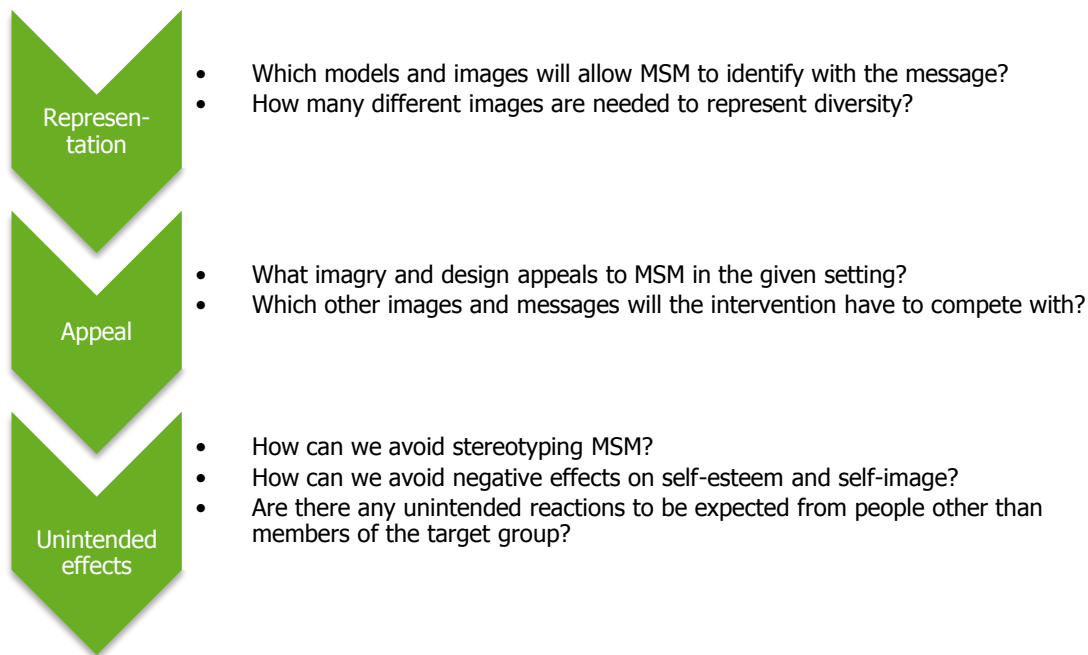 Represen-
tation
• Which models and images will allow MSM to identify with the message?
• How many different images are needed to represent diversity?
Appeal
• What imagry and design appeals to MSM in the given setting?
• Which other images and messages will the intervention have to compete with?
Unintended
effects
• How can we avoid stereotyping MSM?
• How can we avoid negative effects on self-esteem and self-image?
• Are there any unintended reactions to be expected from people other than
members of the target group?